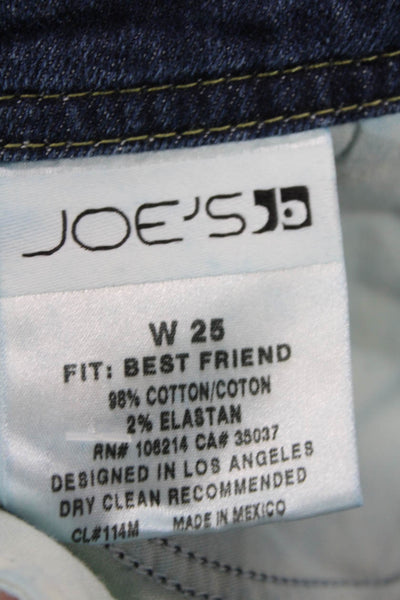 JOE'S
W 25
FIT: BEST FRIEND
98% COTTON/COTON
2% ELASTAN
RN# 106214 CA# 35037
DESIGNED IN LOS ANGELES
DRY CLEAN RECOMMENDED
CL#114M MADE IN MEXICO